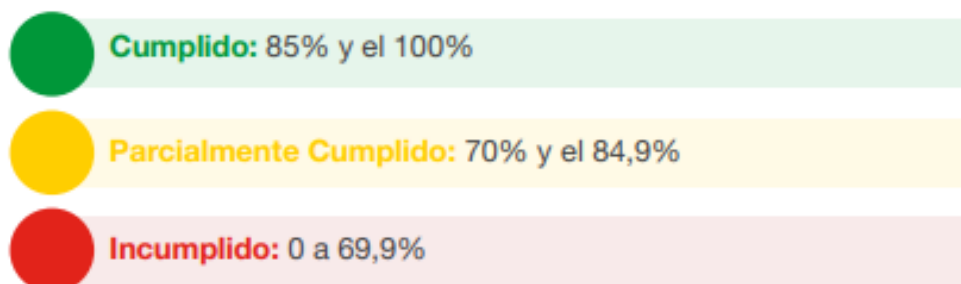 Cumplido: 85% y el 100%
Parcialmente Cumplido: 70% y el 84,9%
Incumplido: 0 a 69,9%